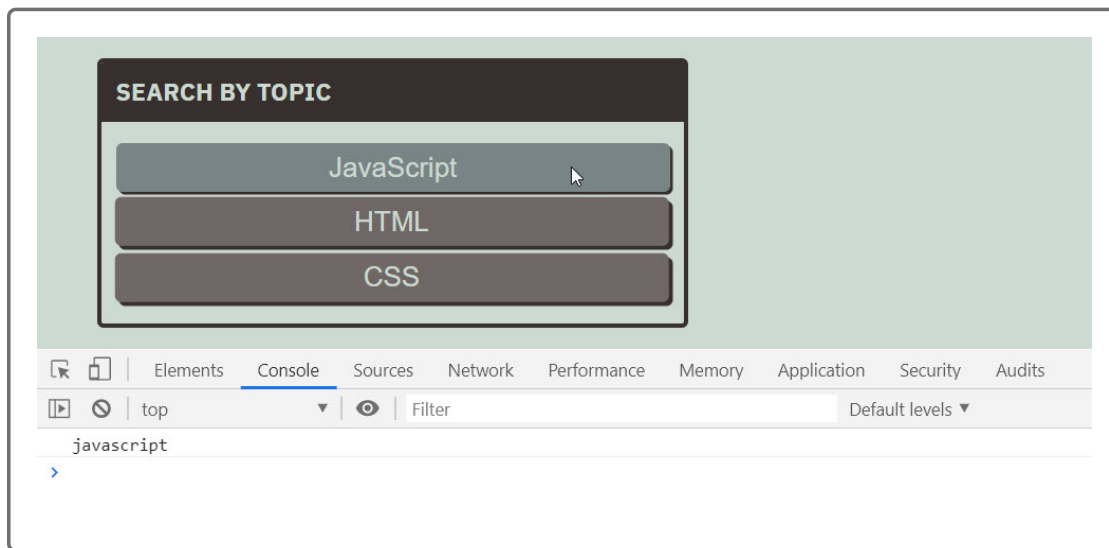 SEARCH BY TOPIC
JavaScript
HTML
CSS
Elements Console Sources Network Performance Memory Application Security Audits
top Filter Default levels
javascript